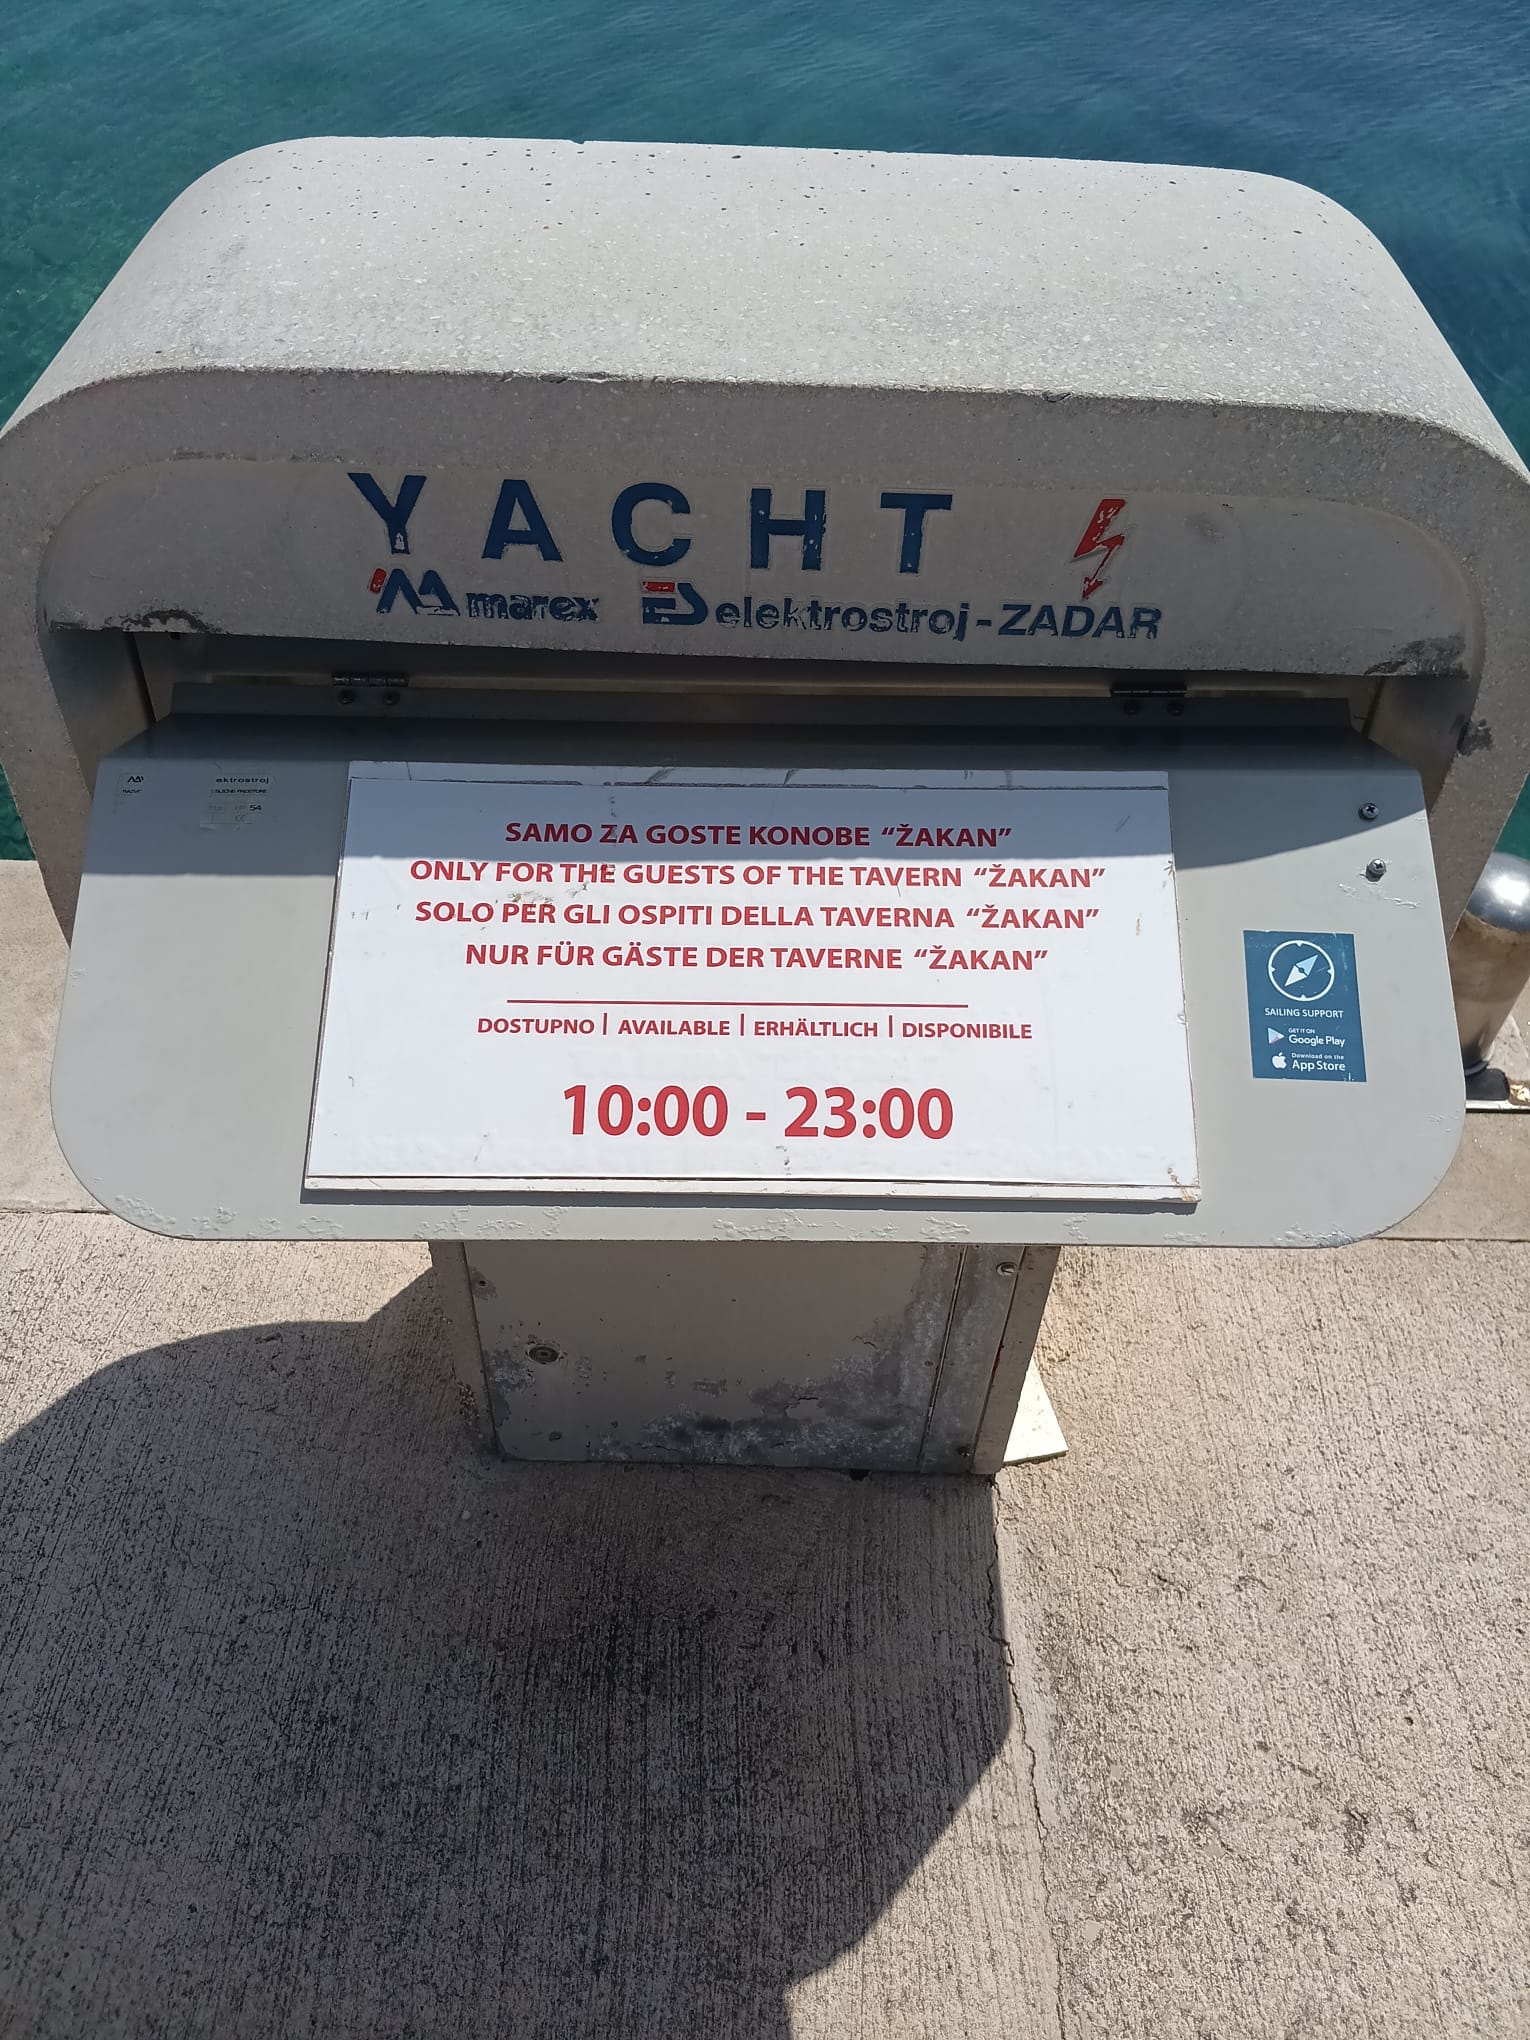 YACHT
marex ES elektrostroj - ZADAR
ektrostroj
54
CE
SAMO ZA GOSTE KONOBE “ŽAKAN”
ONLY FOR THE GUESTS OF THE TAVERN “ŽAKAN”
SOLO PER GLI OSPITI DELLA TAVERNA “ŽAKAN”
NUR FÜR GÄSTE DER TAVERNE “ŽAKAN”
DOSTUPNO | AVAILABLE | ERHÄLTLICH | DISPONIBILE
10:00 - 23:00
SAILING SUPPORT
GET IT ON
Google Play
Download on the
App Store